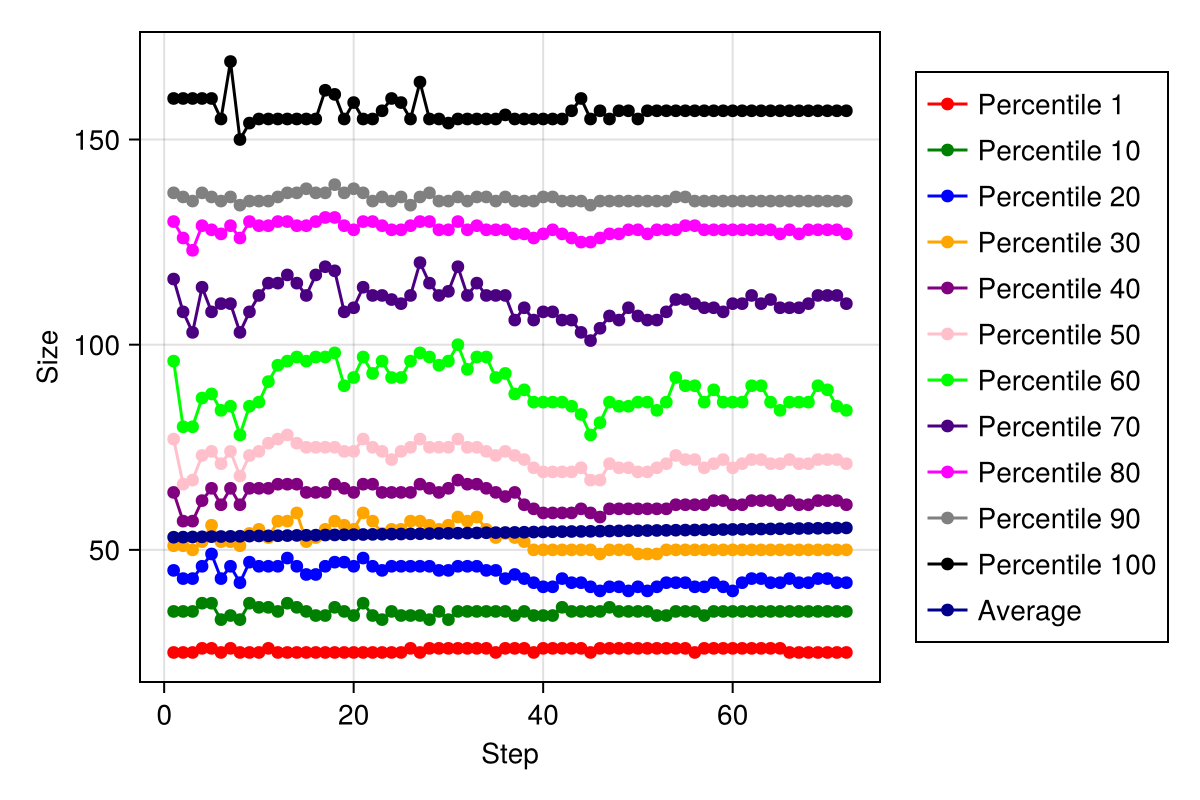 150
100
50
Size
0
20
40
60
Step
Percentile 1
Percentile 10
Percentile 20
Percentile 30
Percentile 40
Percentile 50
Percentile 60
Percentile 70
Percentile 80
Percentile 90
Percentile 100
Average